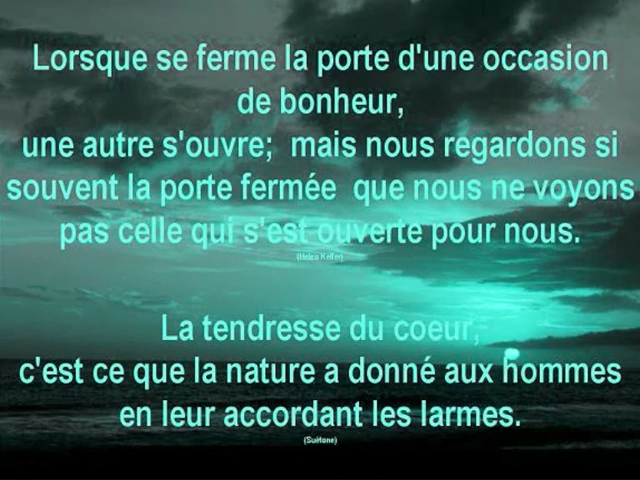 Lorsque se ferme la porte d'une occasion
de bonheur,
une autre s'ouvre; mais nous regardons si
souvent la porte fermée que nous ne voyons
pas celle qui s'est ouverte pour nous.
(Helen Keller)
La tendresse du coeur,
c'est ce que la nature a donné aux hommes
en leur accordant les larmes.
(Suétone)